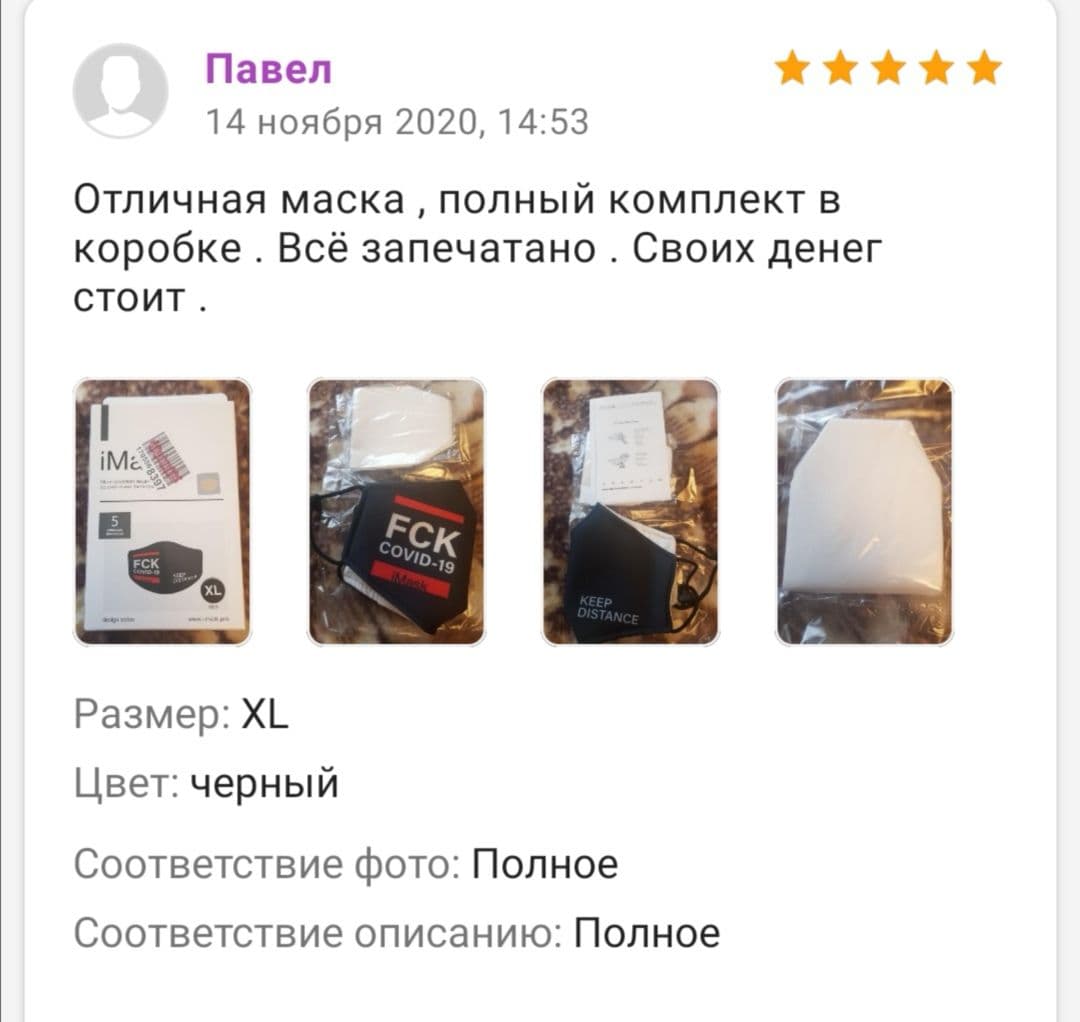 Павел
14 ноября 2020, 14:53
Отличная маска , полный комплект в
коробке . Всё запечатано . Своих денег
стоит .
5
FCK
COVID-19
XL
FCK
COVID-19
iMask
KEEP
DISTANCE
Размер: XL
Цвет: черный
Соответствие фото: Полное
Соответствие описанию: Полное